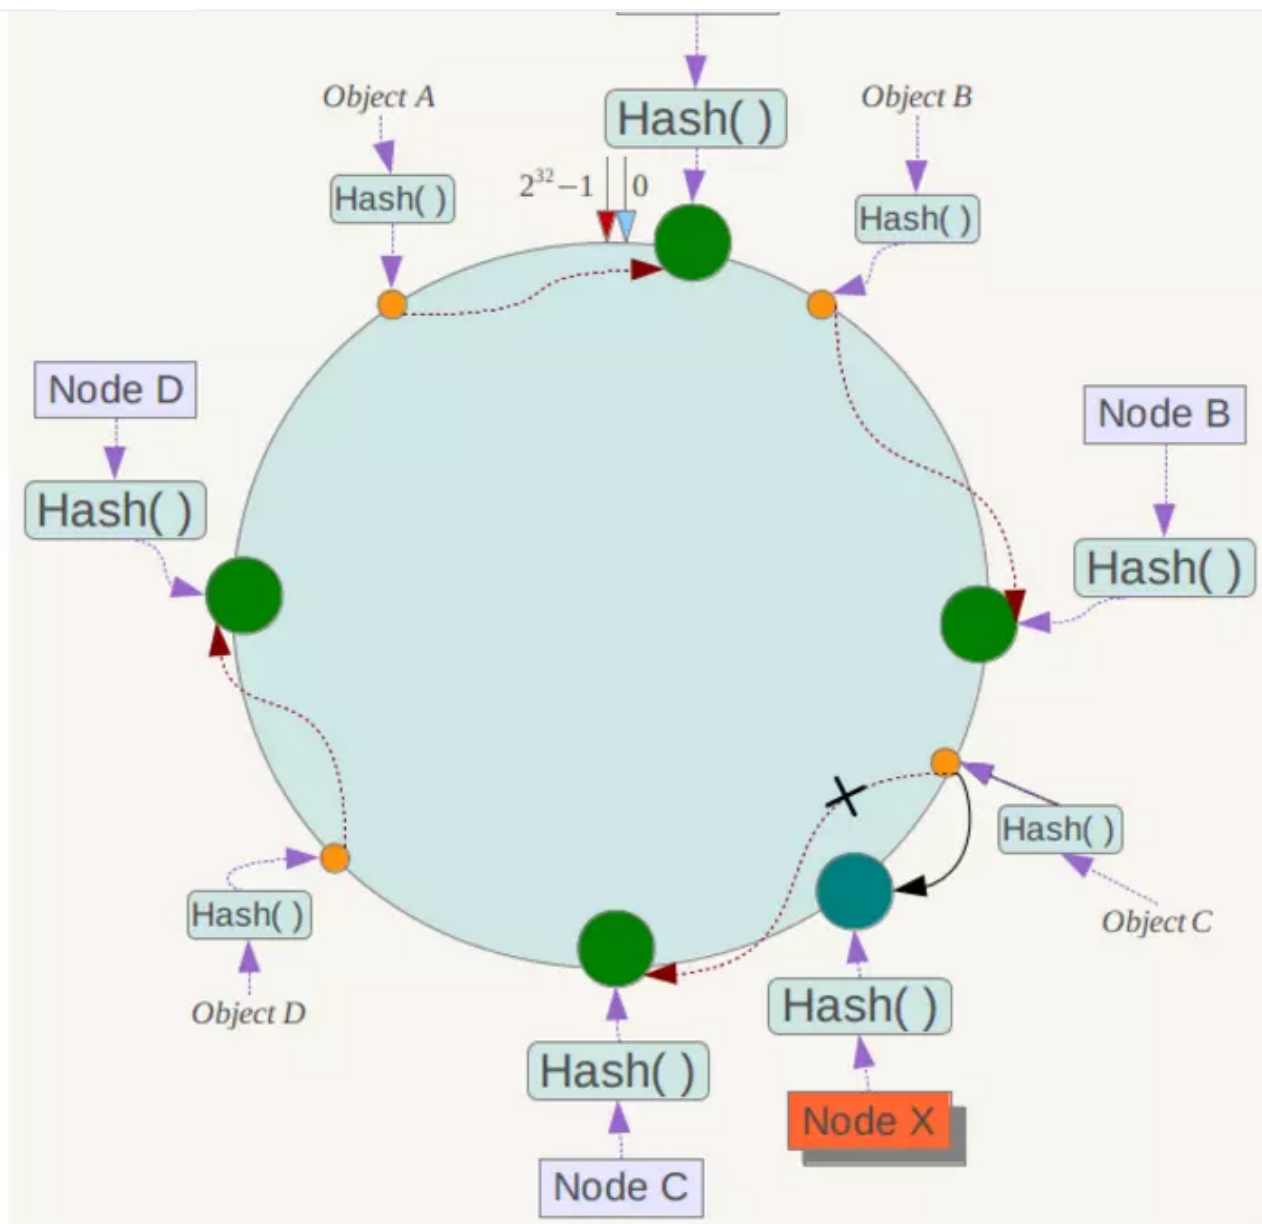 Object A
Hash( )
Object B
Hash( )
2³²−1
0
Hash( )
Node D
Hash( )
Node B
Hash( )
Hash( )
Object C
Hash( )
Object D
Hash( )
Node X
Hash( )
Node C